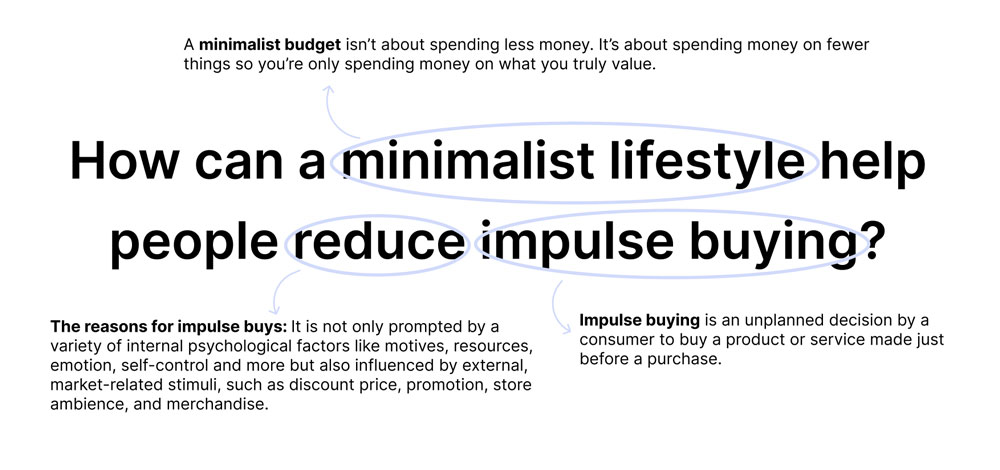 A minimalist budget isn’t about spending less money. It’s about spending money on fewer
things so you’re only spending money on what you truly value.
How can a minimalist lifestyle help
people reduce impulse buying?
The reasons for impulse buys: It is not only prompted by a
variety of internal psychological factors like motives, resources,
emotion, self-control and more but also influenced by external,
market-related stimuli, such as discount price, promotion, store
ambience, and merchandise.
Impulse buying is an unplanned decision by a
consumer to buy a product or service made just
before a purchase.